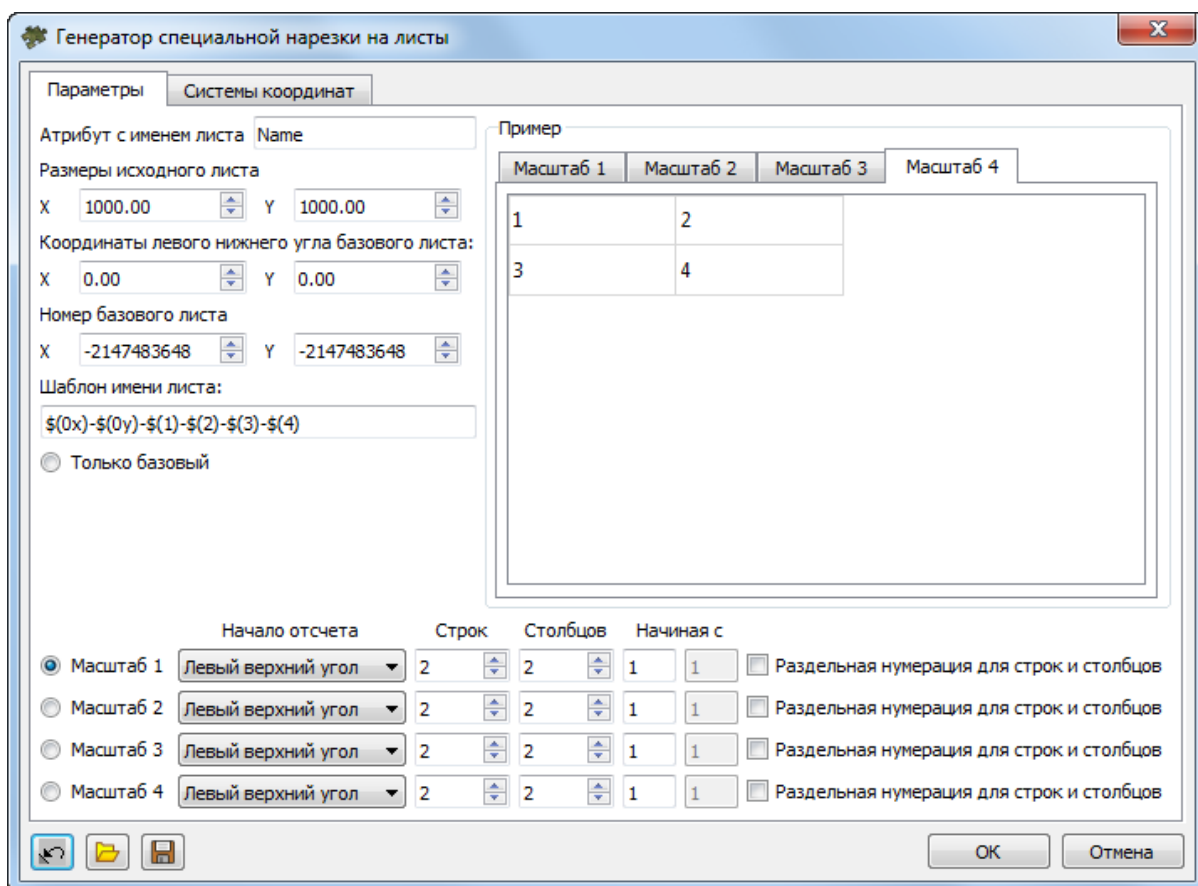 Генератор специальной нарезки на листы
Параметры Системы координат
Атрибут с именем листа Name
Размеры исходного листа
X 1000.00 Y 1000.00
Координаты левого нижнего угла базового листа:
X 0.00 Y 0.00
Номер базового листа
X -2147483648 Y -2147483648
Шаблон имени листа:
$(0x)-$(0y)-$(1)-$(2)-$(3)-$(4)
Только базовый
Пример
Масштаб 1 Масштаб 2 Масштаб 3 Масштаб 4
1 2
3 4
Начало отсчета Строк Столбцов Начиная с
Масштаб 1 Левый верхний угол 2 2 1 1 Раздельная нумерация для строк и столбцов
Масштаб 2 Левый верхний угол 2 2 1 1 Раздельная нумерация для строк и столбцов
Масштаб 3 Левый верхний угол 2 2 1 1 Раздельная нумерация для строк и столбцов
Масштаб 4 Левый верхний угол 2 2 1 1 Раздельная нумерация для строк и столбцов
OK Отмена